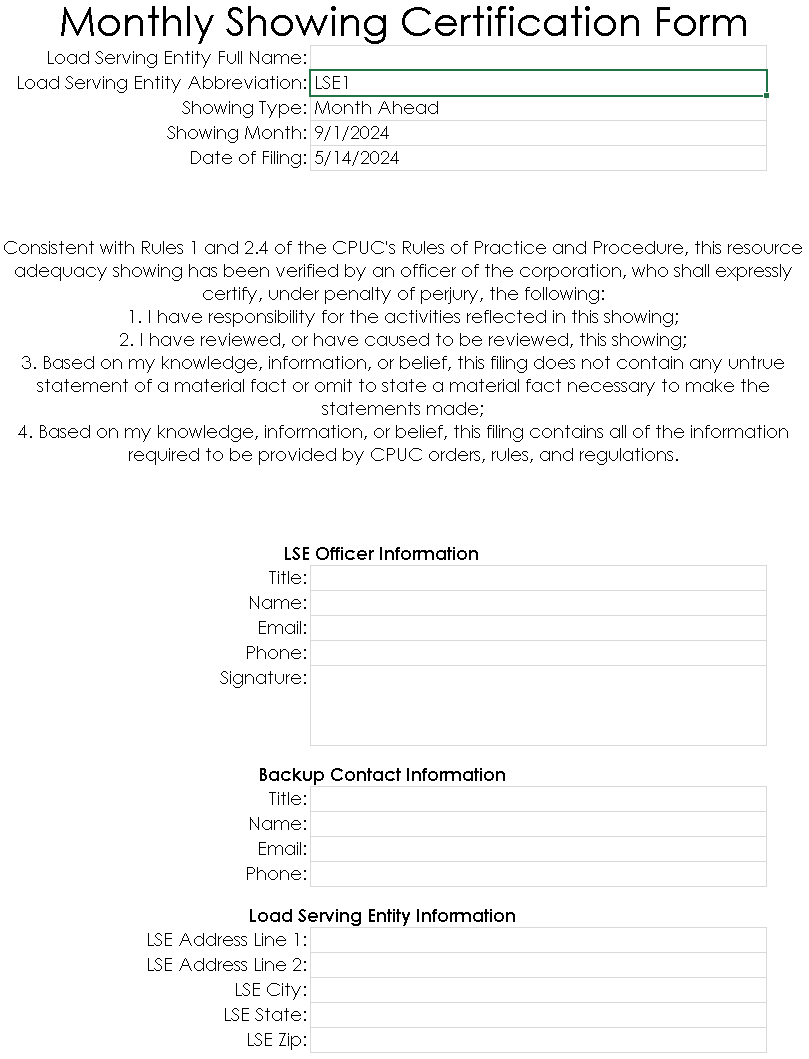 Monthly Showing Certification Form
Load Serving Entity Full Name:
Load Serving Entity Abbreviation: LSE1
Showing Type: Month Ahead
Showing Month: 9/1/2024
Date of Filing: 5/14/2024
Consistent with Rules 1 and 2.4 of the CPUC's Rules of Practice and Procedure, this resource
adequacy showing has been verified by an officer of the corporation, who shall expressly
certify, under penalty of perjury, the following:
1. I have responsibility for the activities reflected in this showing;
2. I have reviewed, or have caused to be reviewed, this showing;
3. Based on my knowledge, information, or belief, this filing does not contain any untrue
statement of a material fact or omit to state a material fact necessary to make the
statements made;
4. Based on my knowledge, information, or belief, this filing contains all of the information
required to be provided by CPUC orders, rules, and regulations.
LSE Officer Information
Title:
Name:
Email:
Phone:
Signature:
Backup Contact Information
Title:
Name:
Email:
Phone:
Load Serving Entity Information
LSE Address Line 1:
LSE Address Line 2:
LSE City:
LSE State:
LSE Zip: